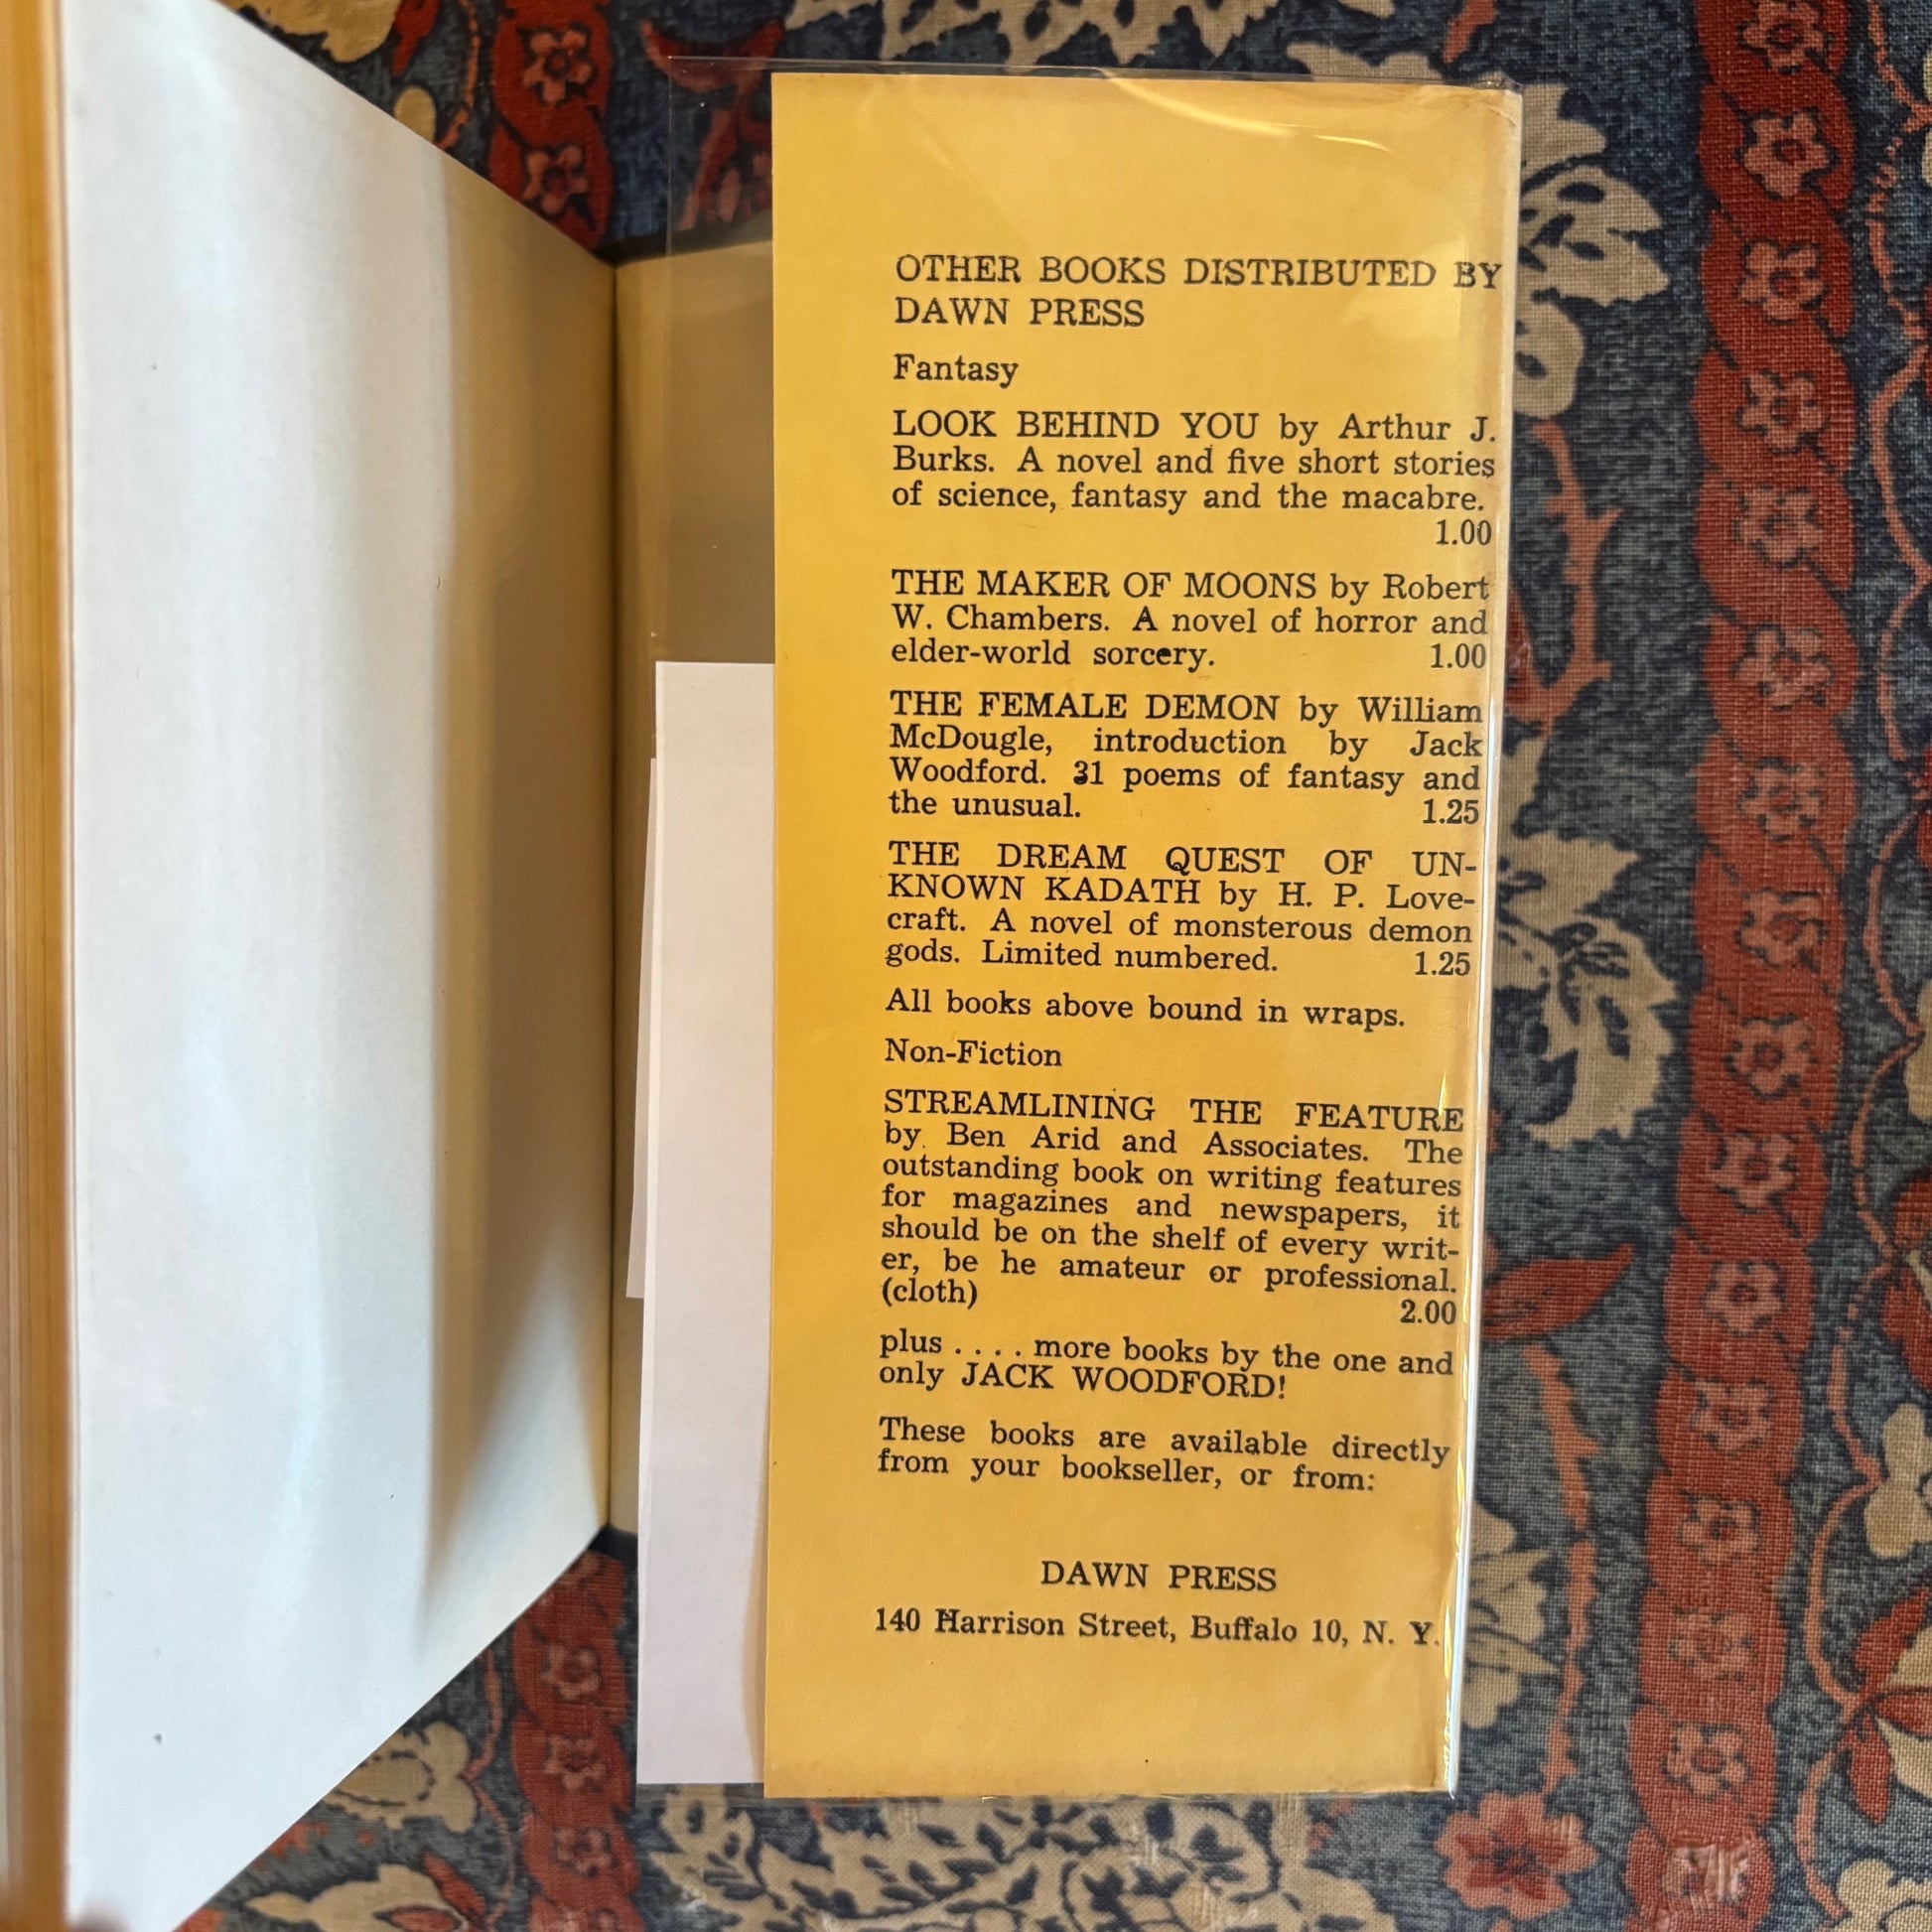 OTHER BOOKS DISTRIBUTED BY
DAWN PRESS
Fantasy
LOOK BEHIND YOU by Arthur J.
Burks. A novel and five short stories
of science, fantasy and the macabre.
1.00
THE MAKER OF MOONS by Robert
W. Chambers. A novel of horror and
elder-world sorcery. 1.00
THE FEMALE DEMON by William
McDougle, introduction by Jack
Woodford. 31 poems of fantasy and
the unusual. 1.25
THE DREAM QUEST OF UN-
KNOWN KADATH by H. P. Love-
craft. A novel of monsterous demon
gods. Limited numbered. 1.25
All books above bound in wraps.
Non-Fiction
STREAMLINING THE FEATURE
by Ben Arid and Associates. The
outstanding book on writing features
for magazines and newspapers, it
should be on the shelf of every writ-
er, be he amateur or professional.
(cloth) 2.00
plus . . . . more books by the one and
only JACK WOODFORD!
These books are available directly
from your bookseller, or from:
DAWN PRESS
140 Harrison Street, Buffalo 10, N. Y.